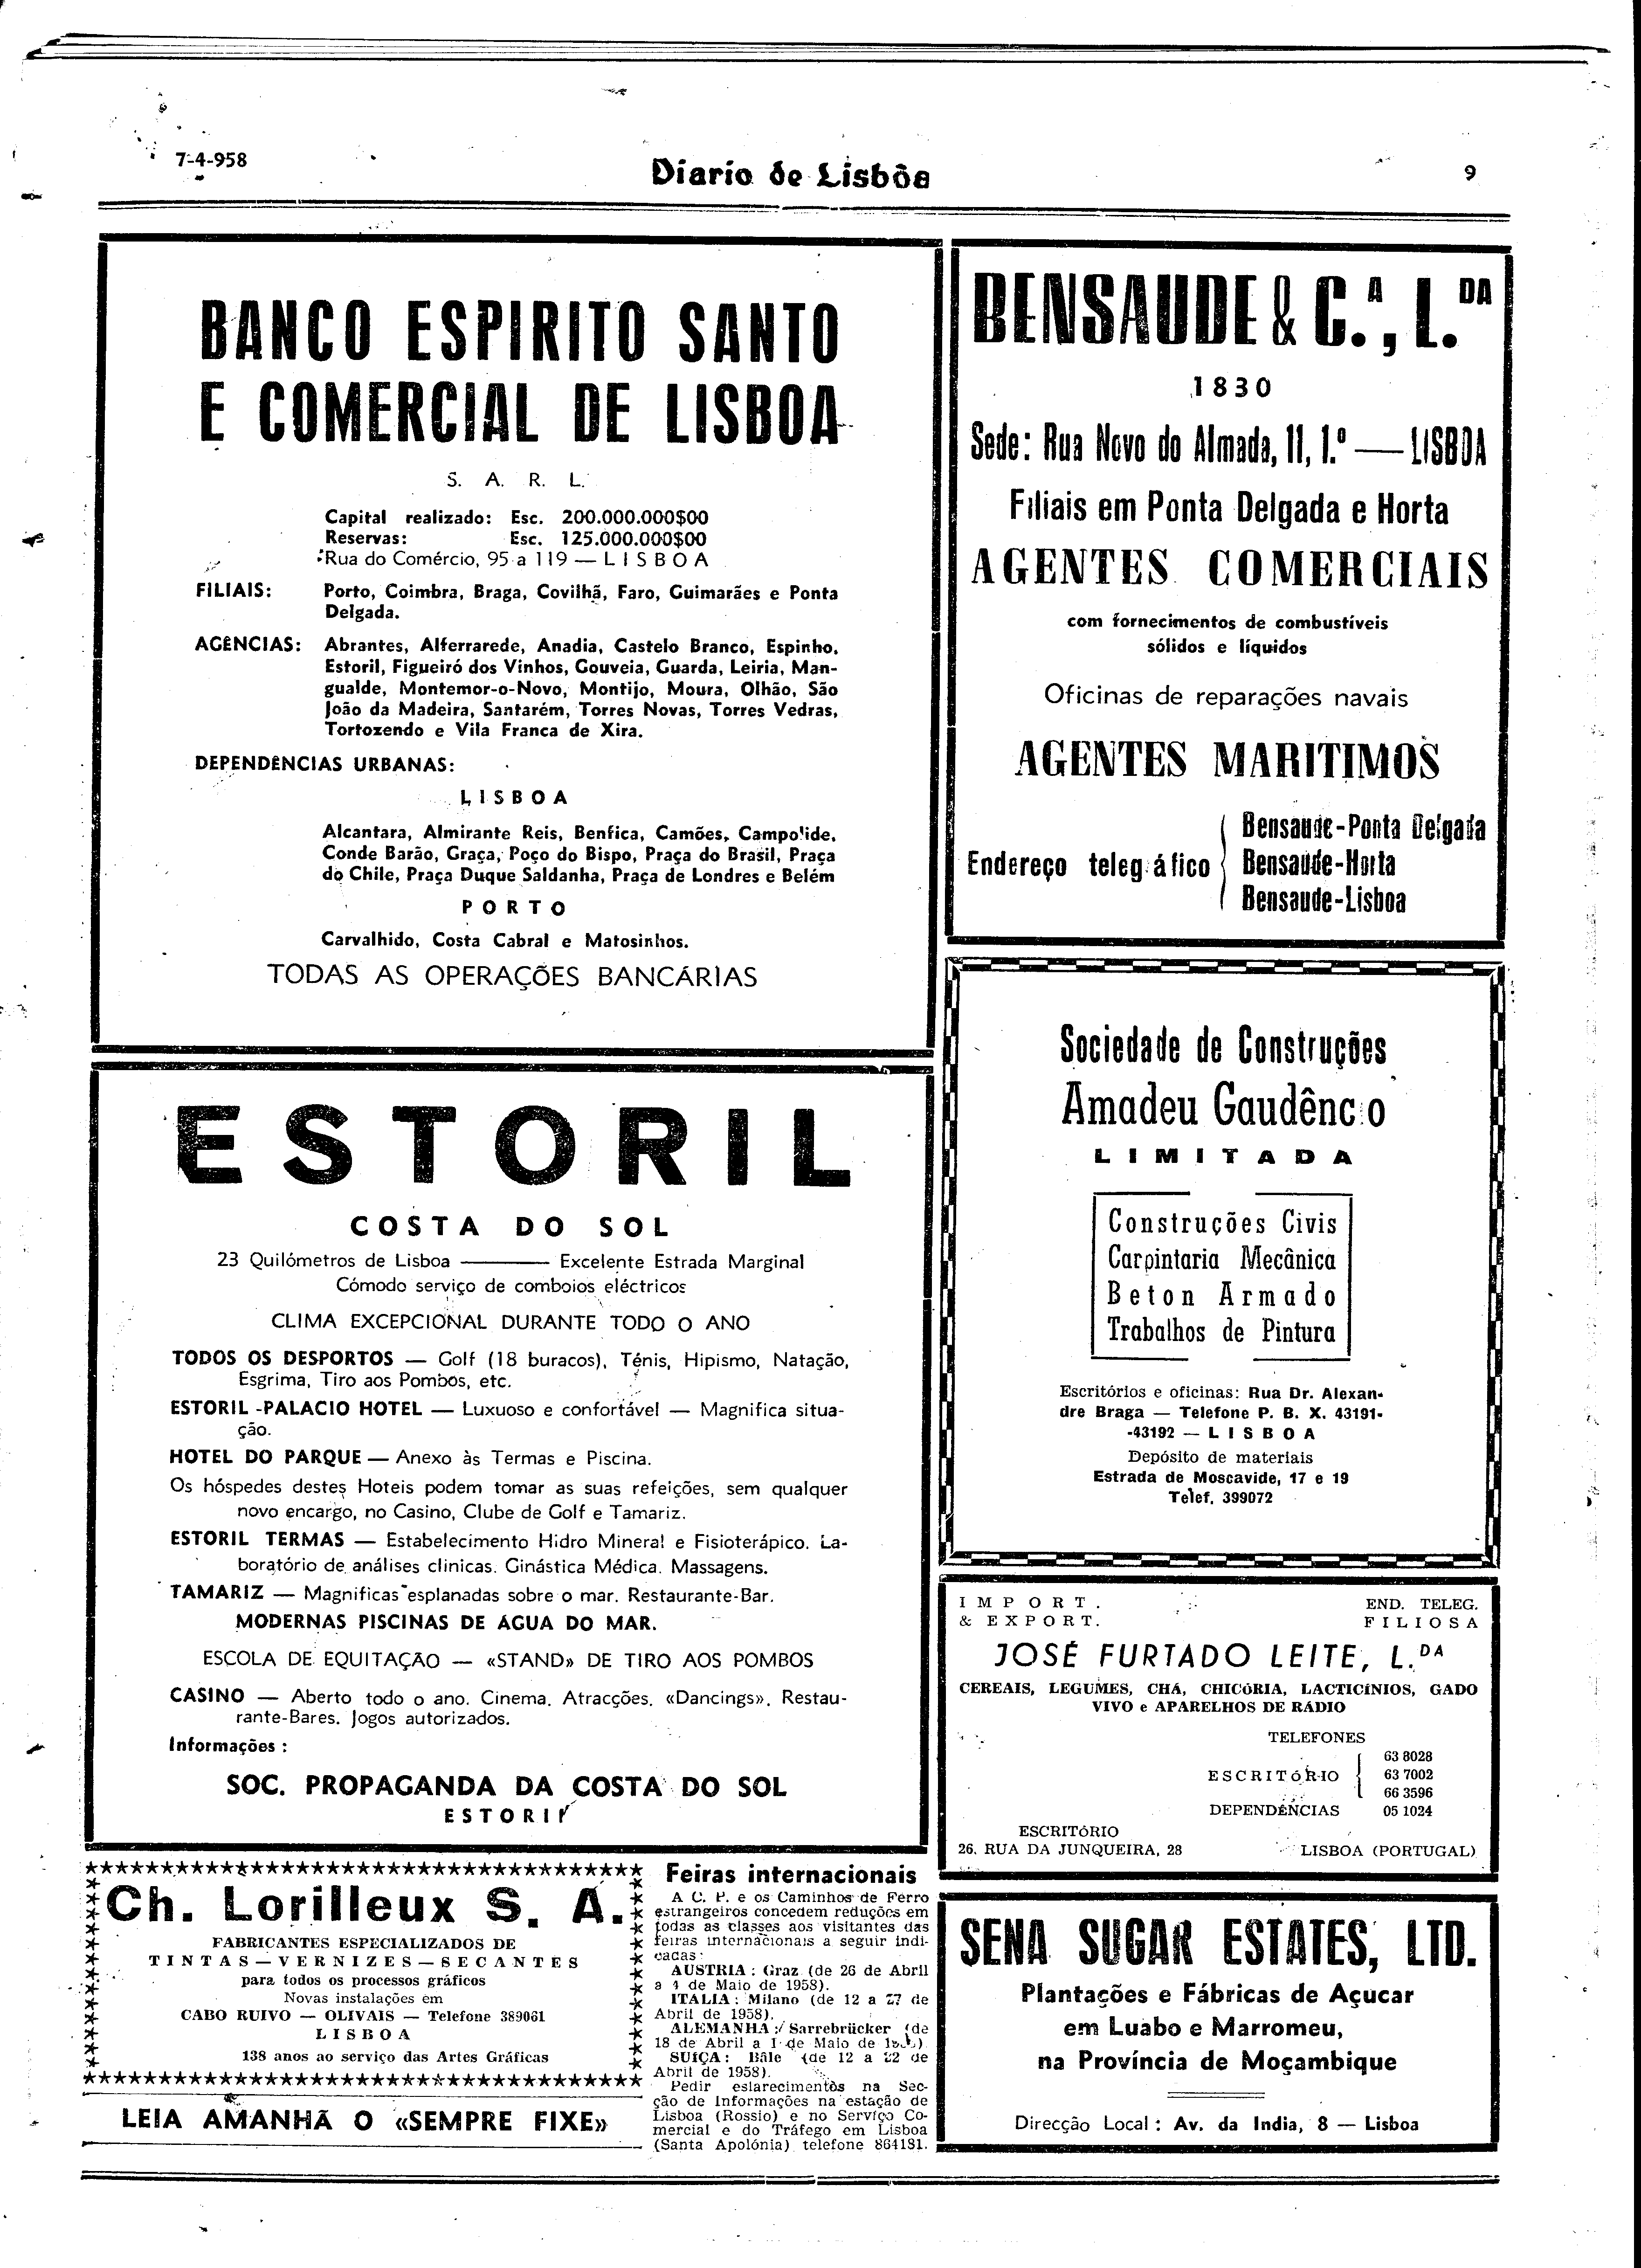 7-4-958
Diario de Lisbôa
9
BANCO ESPIRITO SANTO
E COMERCIAL DE LISBOA
S. A. R. L.
Capital realizado: Esc. 200.000.000$00
Reservas: Esc. 125.000.000$00
Rua do Comércio, 95 a 119 — LISBOA
FILIAIS: Porto, Coimbra, Braga, Covilhã, Faro, Guimarães e Ponta
Delgada.
AGÊNCIAS: Abrantes, Alferrarede, Anadia, Castelo Branco, Espinho,
Estoril, Figueiró dos Vinhos, Gouveia, Guarda, Leiria, Man-
gualde, Montemor-o-Novo, Montijo, Moura, Olhão, São
João da Madeira, Santarém, Torres Novas, Torres Vedras,
Tortozendo e Vila Franca de Xira.
DEPENDÊNCIAS URBANAS:
LISBOA
Alcantara, Almirante Reis, Benfica, Camões, Campolide,
Conde Barão, Graça, Poço do Bispo, Praça do Brasil, Praça
do Chile, Praça Duque Saldanha, Praça de Londres e Belém
PORTO
Carvalhido, Costa Cabral e Matosinhos.
TODAS AS OPERAÇÕES BANCÁRIAS
ESTORIL
COSTA DO SOL
23 Quilómetros de Lisboa ——— Excelente Estrada Marginal
Cómodo serviço de comboios eléctricos
CLIMA EXCEPCIONAL DURANTE TODO O ANO
TODOS OS DESPORTOS — Golf (18 buracos), Ténis, Hipismo, Natação,
Esgrima, Tiro aos Pombos, etc.
ESTORIL-PALACIO HOTEL — Luxuoso e confortável — Magnifica situa-
ção.
HOTEL DO PARQUE — Anexo às Termas e Piscina.
Os hóspedes destes Hoteis podem tomar as suas refeições, sem qualquer
novo encargo, no Casino, Clube de Golf e Tamariz.
ESTORIL TERMAS — Estabelecimento Hidro Mineral e Fisioterápico. La-
boratório de análises clinicas. Ginástica Médica. Massagens.
TAMARIZ — Magnificas esplanadas sobre o mar. Restaurante-Bar.
MODERNAS PISCINAS DE ÁGUA DO MAR.
ESCOLA DE EQUITAÇÃO — «STAND» DE TIRO AOS POMBOS
CASINO — Aberto todo o ano. Cinema. Atracções. «Dancings». Restau-
rante-Bares. Jogos autorizados.
Informações :
SOC. PROPAGANDA DA COSTA DO SOL
ESTORIL
Ch. Lorilleux S. A.
FABRICANTES ESPECIALIZADOS DE
TINTAS — VERNIZES — SECANTES
para todos os processos gráficos
Novas instalações em
CABO RUIVO — OLIVAIS — Telefone 389061
LISBOA
138 anos ao serviço das Artes Gráficas
LEIA AMANHÃ O «SEMPRE FIXE»
Feiras internacionais
A C. P. e os Caminhos de Ferro
estrangeiros concedem reduções em
todas as classes aos visitantes das
feiras internacionais a seguir indi-
cadas:
AUSTRIA : Graz (de 26 de Abril
a 4 de Maio de 1958).
ITALIA : Milano (de 12 a 27 de
Abril de 1958).
ALEMANHA : Sarrebrücker (de
18 de Abril a 1 de Maio de 1958).
SUIÇA : Bâle (de 12 a 22 de
Abril de 1958).
Pedir eslarecimentos na Sec-
ção de Informações na estação de
Lisboa (Rossio) e no Serviço Co-
mercial e do Tráfego em Lisboa
(Santa Apolónia) telefone 864181.
BENSAUDE & C.ª, L.DA
1830
Sede: Rua Novo do Almada, 11, 1.º — LISBOA
Filiais em Ponta Delgada e Horta
AGENTES COMERCIAIS
com fornecimentos de combustíveis
sólidos e líquidos
Oficinas de reparações navais
AGENTES MARITIMOS
Endereço telegráfico
Bensaude-Ponta Delgada
Bensaude-Horta
Bensaude-Lisboa
Sociedade de Construções
Amadeu Gaudêncio
LIMITADA
Construções Civis
Carpintaria Mecânica
Beton Armado
Trabalhos de Pintura
Escritórios e oficinas: Rua Dr. Alexan-
dre Braga — Telefone P. B. X. 43191-
-43192 — LISBOA
Depósito de materiais
Estrada de Moscavide, 17 e 19
Telef. 399072
IMPORT.
& EXPORT.
END. TELEG.
FILIOSA
JOSÉ FURTADO LEITE, L.DA
CEREAIS, LEGUMES, CHÁ, CHICÓRIA, LACTICÍNIOS, GADO
VIVO e APARELHOS DE RÁDIO
TELEFONES
ESCRITÓRIO
63 8028
63 7002
66 3596
DEPENDÊNCIAS 05 1024
ESCRITÓRIO
26, RUA DA JUNQUEIRA, 28
LISBOA (PORTUGAL)
SENA SUGAR ESTATES, LTD.
Plantações e Fábricas de Açucar
em Luabo e Marromeu,
na Província de Moçambique
Direcção Local : Av. da India, 8 — Lisboa